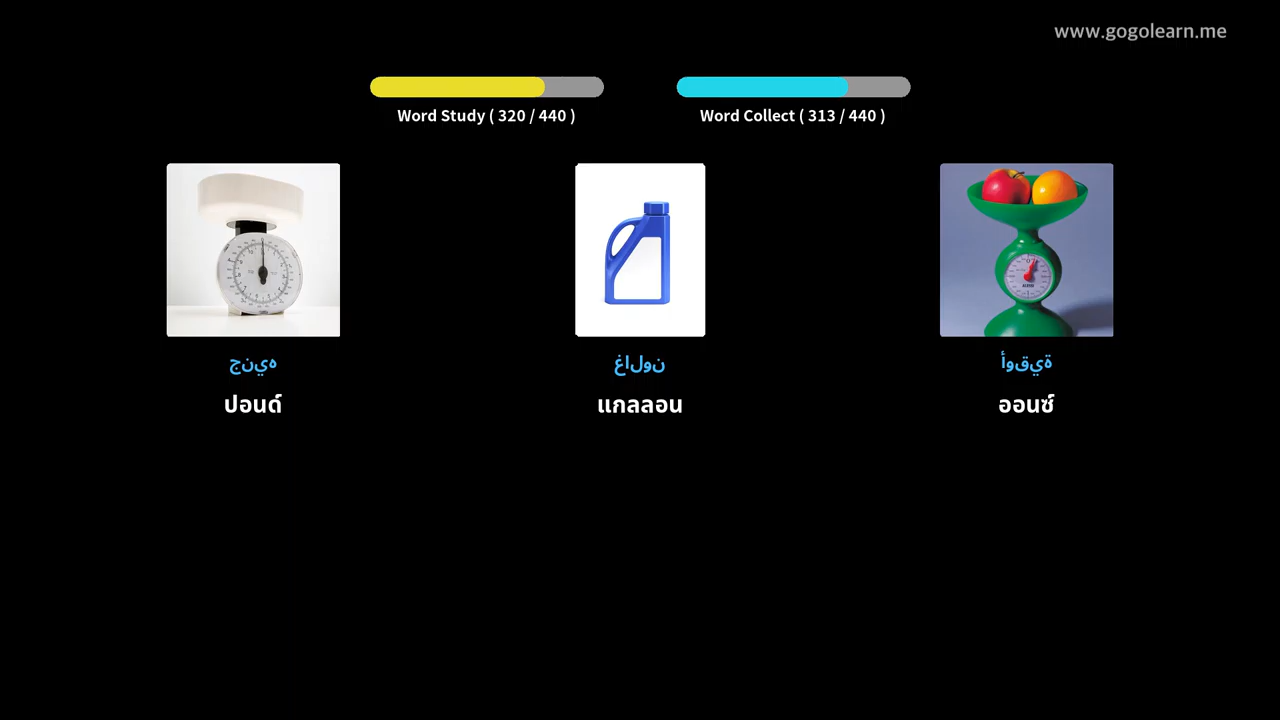 www.gogolearn.me
Word Study ( 320 / 440 )
Word Collect ( 313 / 440 )
جنيه
غالون
أوقية
ปอนด์
แกลลอน
ออนซ์